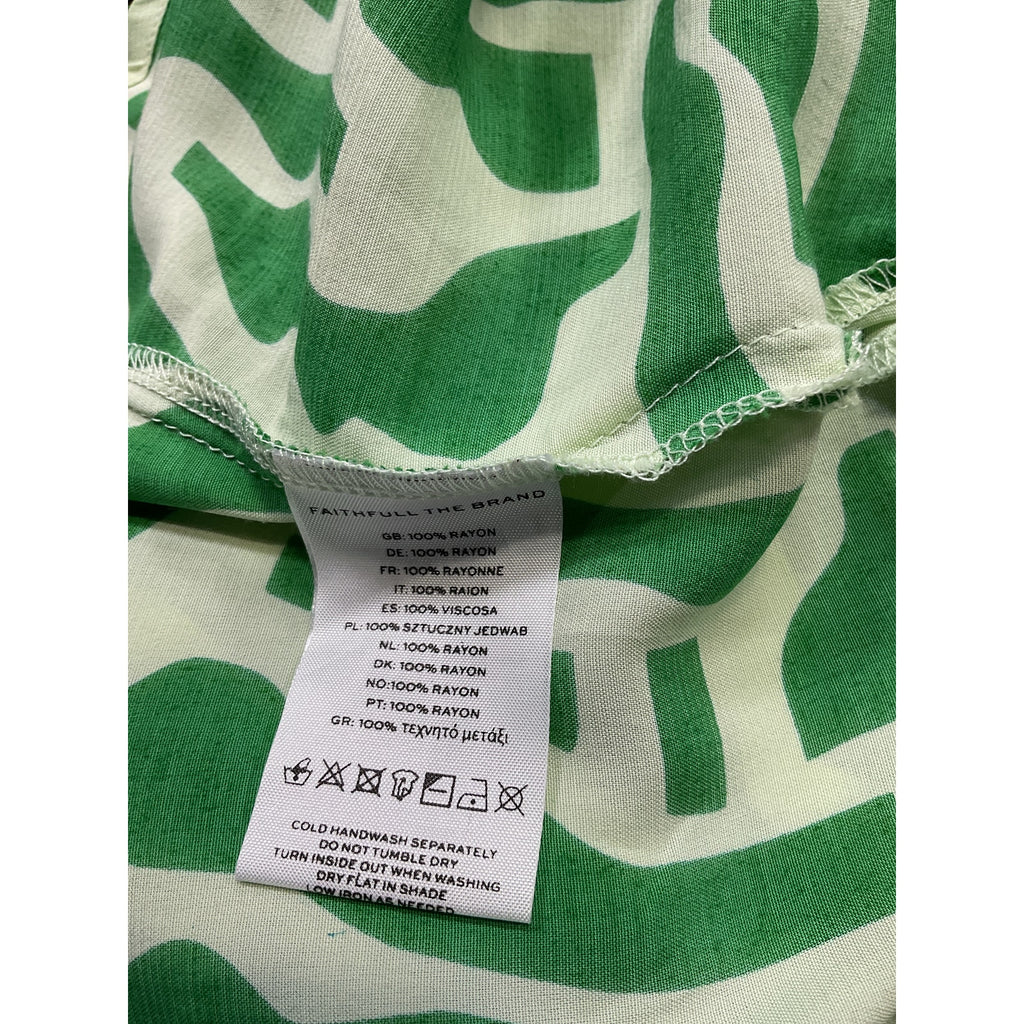 FAITHFULL THE BRAND
GB: 100% RAYON
DE: 100% RAYON
FR: 100% RAYONNE
IT: 100% RAION
ES: 100% VISCOSA
PL: 100% SZTUCZNY JEDWAB
NL: 100% RAYON
DK: 100% RAYON
NO:100% RAYON
PT: 100% RAYON
GR: 100% τεχνητό μετάξι
COLD HANDWASH SEPARATELY
DO NOT TUMBLE DRY
TURN INSIDE OUT WHEN WASHING
DRY FLAT IN SHADE
LOW IRON AS NEEDED